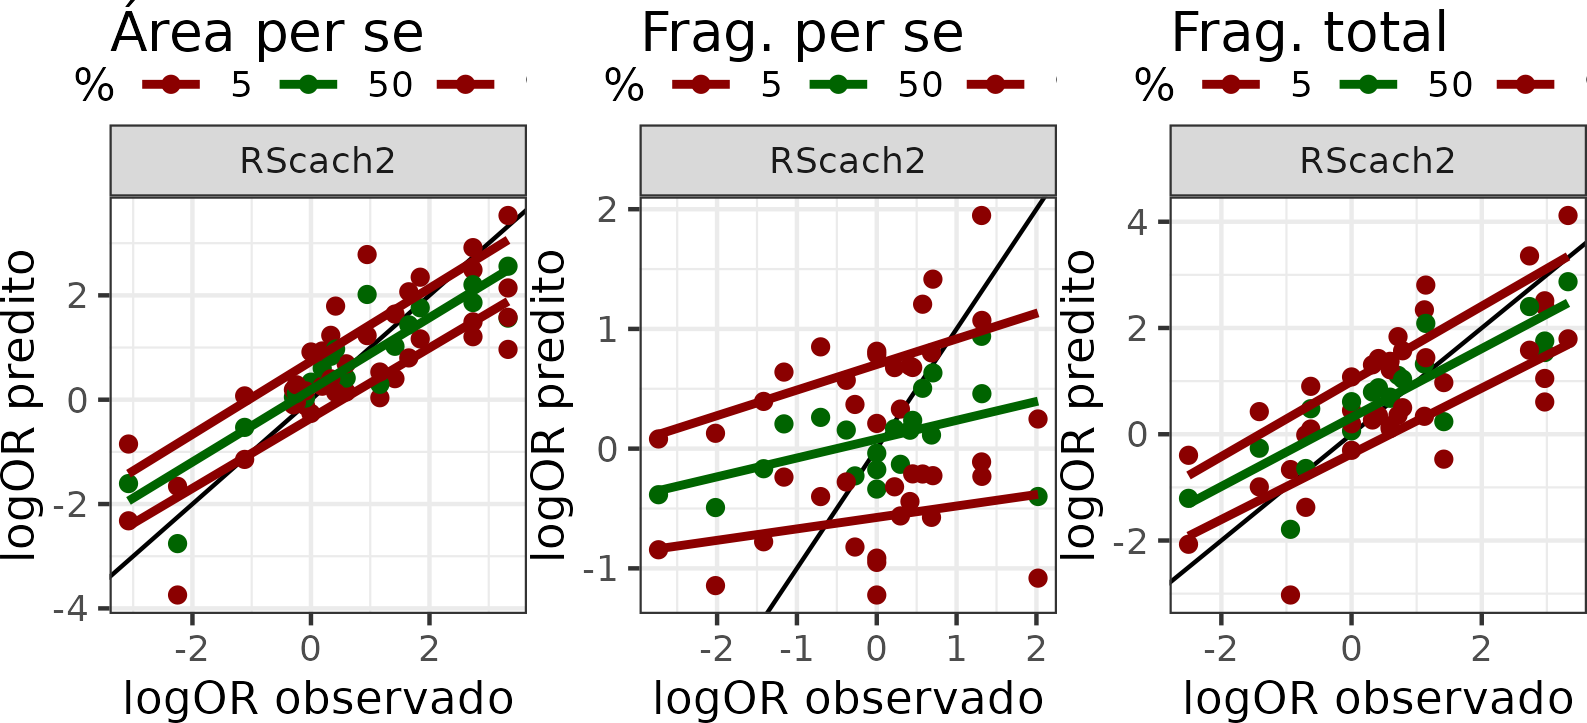 Área per se
% 5 50
RScach2
2
0
-2
-4
-2 0 2
logOR predito
logOR observado
Frag. per se
% 5 50
RScach2
2
1
0
-1
-2 -1 0 1 2
logOR predito
logOR observado
Frag. total
% 5 50
RScach2
4
2
0
-2
-2 0 2
logOR predito
logOR observado